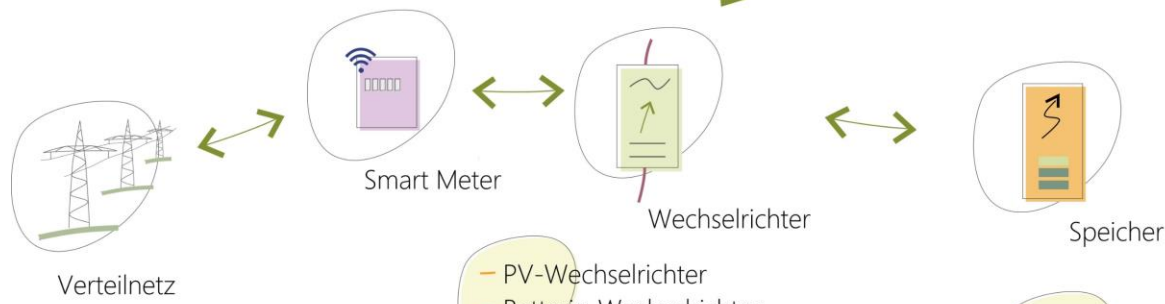 Smart Meter
Wechselrichter
Speicher
Verteilnetz
– PV-Wechselrichter